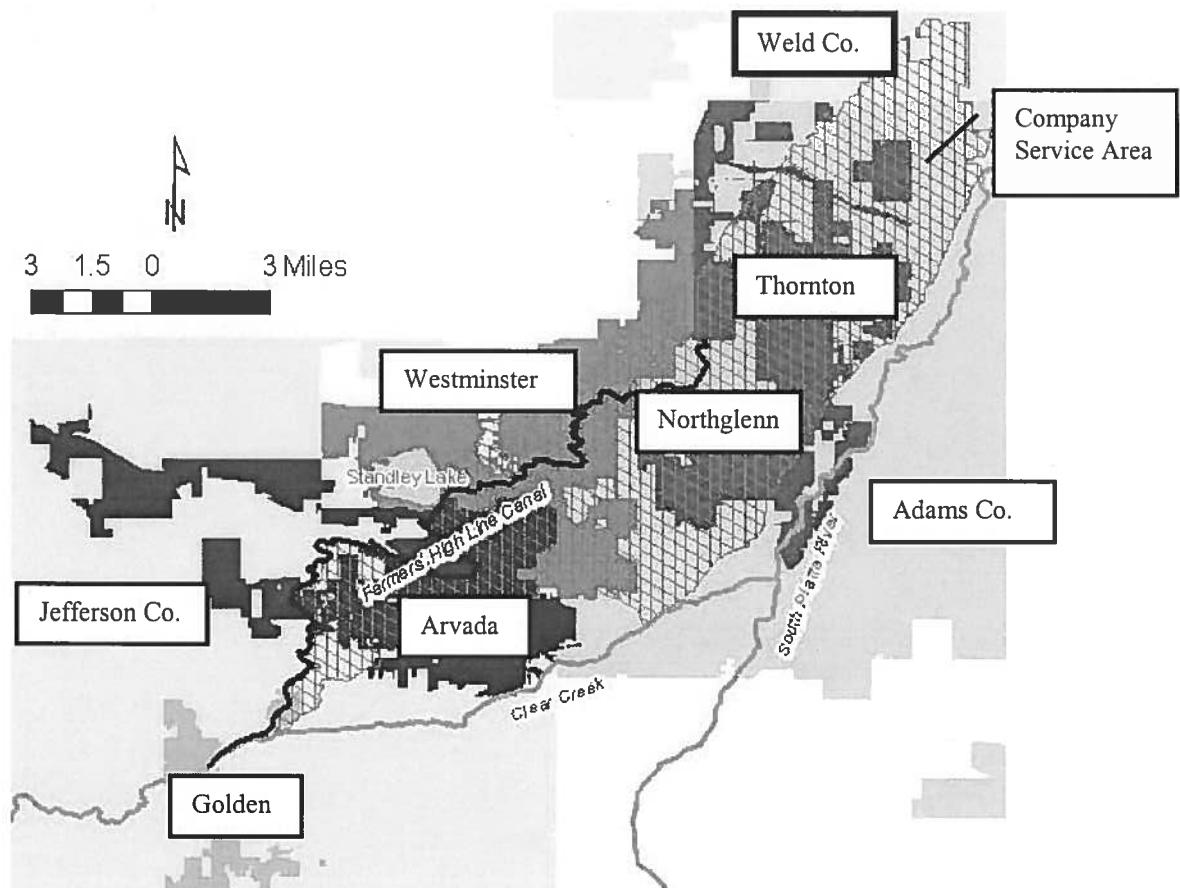 Weld Co.
Company
Service Area
N
3 1.5 0 3 Miles
Thornton
Westminster
Northglenn
Standley Lake
Farmers' High Line Canal
Adams Co.
South Platte River
Jefferson Co.
Arvada
Clear Creek
Golden